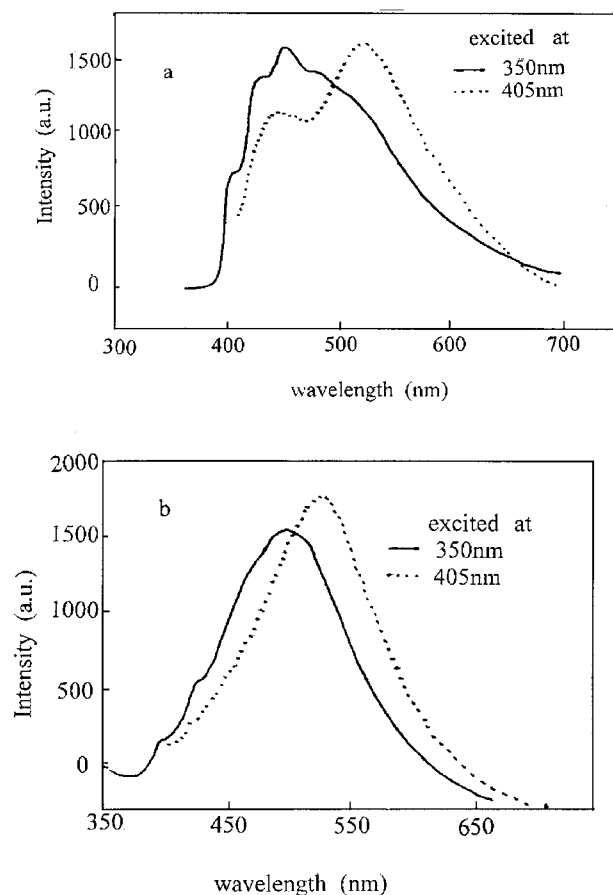 a
excited at
350nm
405nm
1500
1000
500
0
Intensity (a.u.)
300 400 500 600 700
wavelength (nm)
b
excited at
350nm
405nm
2000
1500
1000
500
0
Intensity (a.u.)
350 450 550 650
wavelength (nm)